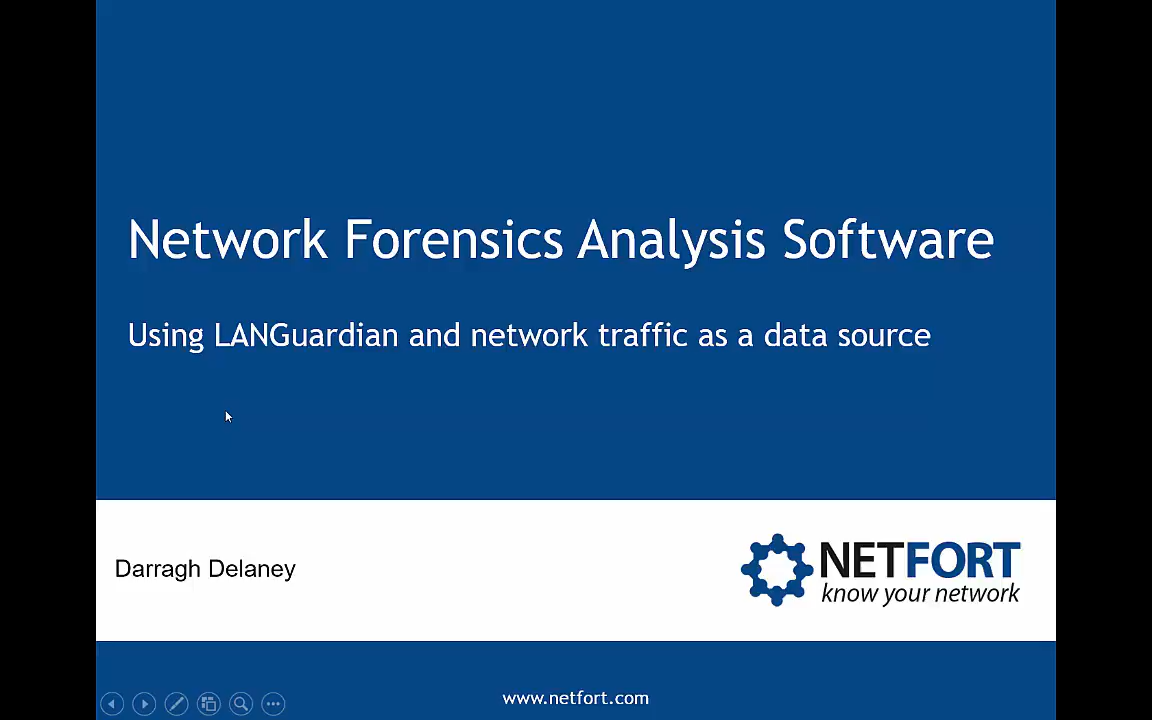 Network Forensics Analysis Software
Using LANGuardian and network traffic as a data source
Darragh Delaney
NETFORT
know your network
www.netfort.com